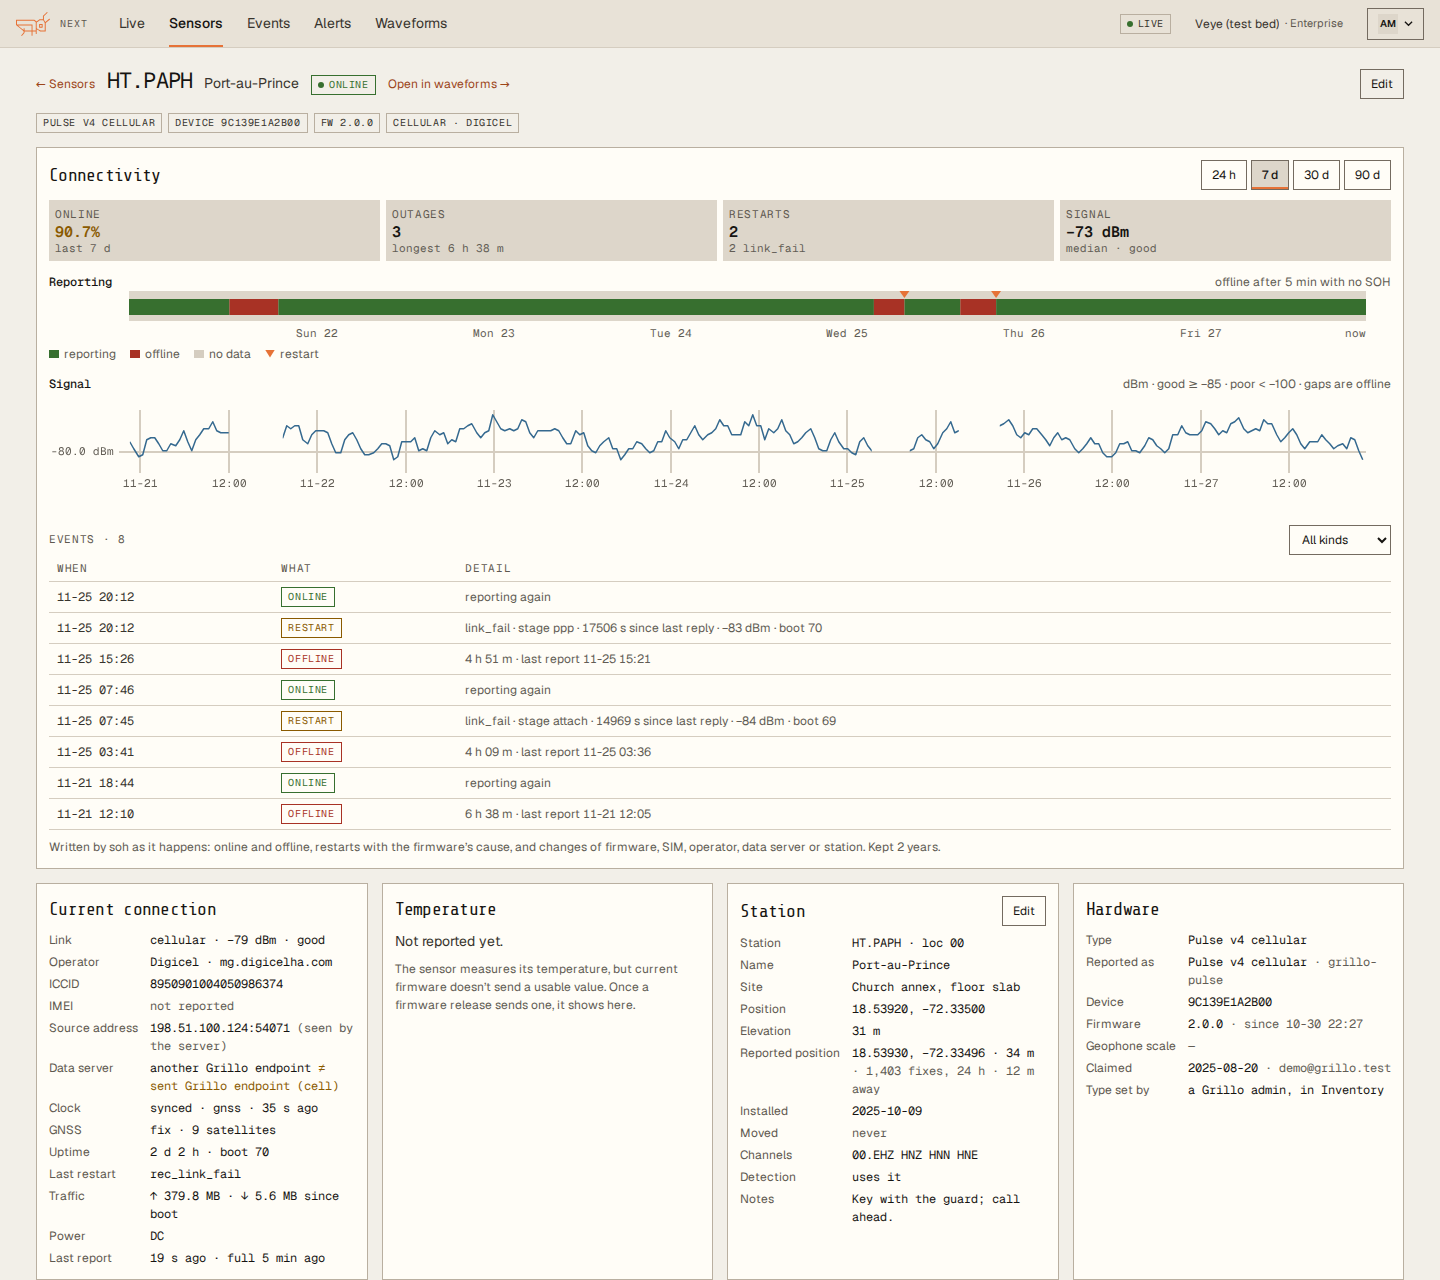 NEXT Live Sensors Events Alerts Waveforms LIVE Veye (test bed) · Enterprise AM
← Sensors HT.PAPH Port-au-Prince ONLINE Open in waveforms → Edit
PULSE V4 CELLULAR DEVICE 9C139E1A2B00 FW 2.0.0 CELLULAR · DIGICEL
Connectivity 24 h 7 d 30 d 90 d
ONLINE
90.7%
last 7 d
OUTAGES
3
longest 6 h 38 m
RESTARTS
2
2 link_fail
SIGNAL
−73 dBm
median · good
Reporting offline after 5 min with no SOH
Sun 22 Mon 23 Tue 24 Wed 25 Thu 26 Fri 27 now
reporting offline no data restart
Signal dBm · good ≥ −85 · poor < −100 · gaps are offline
-80.0 dBm
11-21 12:00 11-22 12:00 11-23 12:00 11-24 12:00 11-25 12:00 11-26 12:00 11-27 12:00
EVENTS · 8 All kinds
WHEN WHAT DETAIL
11-25 20:12 ONLINE reporting again
11-25 20:12 RESTART link_fail · stage ppp · 17506 s since last reply · −83 dBm · boot 70
11-25 15:26 OFFLINE 4 h 51 m · last report 11-25 15:21
11-25 07:46 ONLINE reporting again
11-25 07:45 RESTART link_fail · stage attach · 14969 s since last reply · −84 dBm · boot 69
11-25 03:41 OFFLINE 4 h 09 m · last report 11-25 03:36
11-21 18:44 ONLINE reporting again
11-21 12:10 OFFLINE 6 h 38 m · last report 11-21 12:05
Written by soh as it happens: online and offline, restarts with the firmware's cause, and changes of firmware, SIM, operator, data server or station. Kept 2 years.
Current connection
Link cellular · −79 dBm · good
Operator Digicel · mg.digicelha.com
ICCID 8950901004050986374
IMEI not reported
Source address 198.51.100.124:54071 (seen by
the server)
Data server another Grillo endpoint ≠
sent Grillo endpoint (cell)
Clock synced · gnss · 35 s ago
GNSS fix · 9 satellites
Uptime 2 d 2 h · boot 70
Last restart rec_link_fail
Traffic ↑ 379.8 MB · ↓ 5.6 MB since
boot
Power DC
Last report 19 s ago · full 5 min ago
Temperature
Not reported yet.
The sensor measures its temperature, but current
firmware doesn't send a usable value. Once a
firmware release sends one, it shows here.
Station Edit
Station HT.PAPH · loc 00
Name Port-au-Prince
Site Church annex, floor slab
Position 18.53920, −72.33500
Elevation 31 m
Reported position 18.53930, −72.33496 · 34 m
· 1,403 fixes, 24 h · 12 m
away
Installed 2025-10-09
Moved never
Channels 00.EHZ HNZ HNN HNE
Detection uses it
Notes Key with the guard; call
ahead.
Hardware
Type Pulse v4 cellular
Reported as Pulse v4 cellular · grillo-
pulse
Device 9C139E1A2B00
Firmware 2.0.0 · since 10-30 22:27
Geophone scale —
Claimed 2025-08-20 · demo@grillo.test
Type set by a Grillo admin, in Inventory